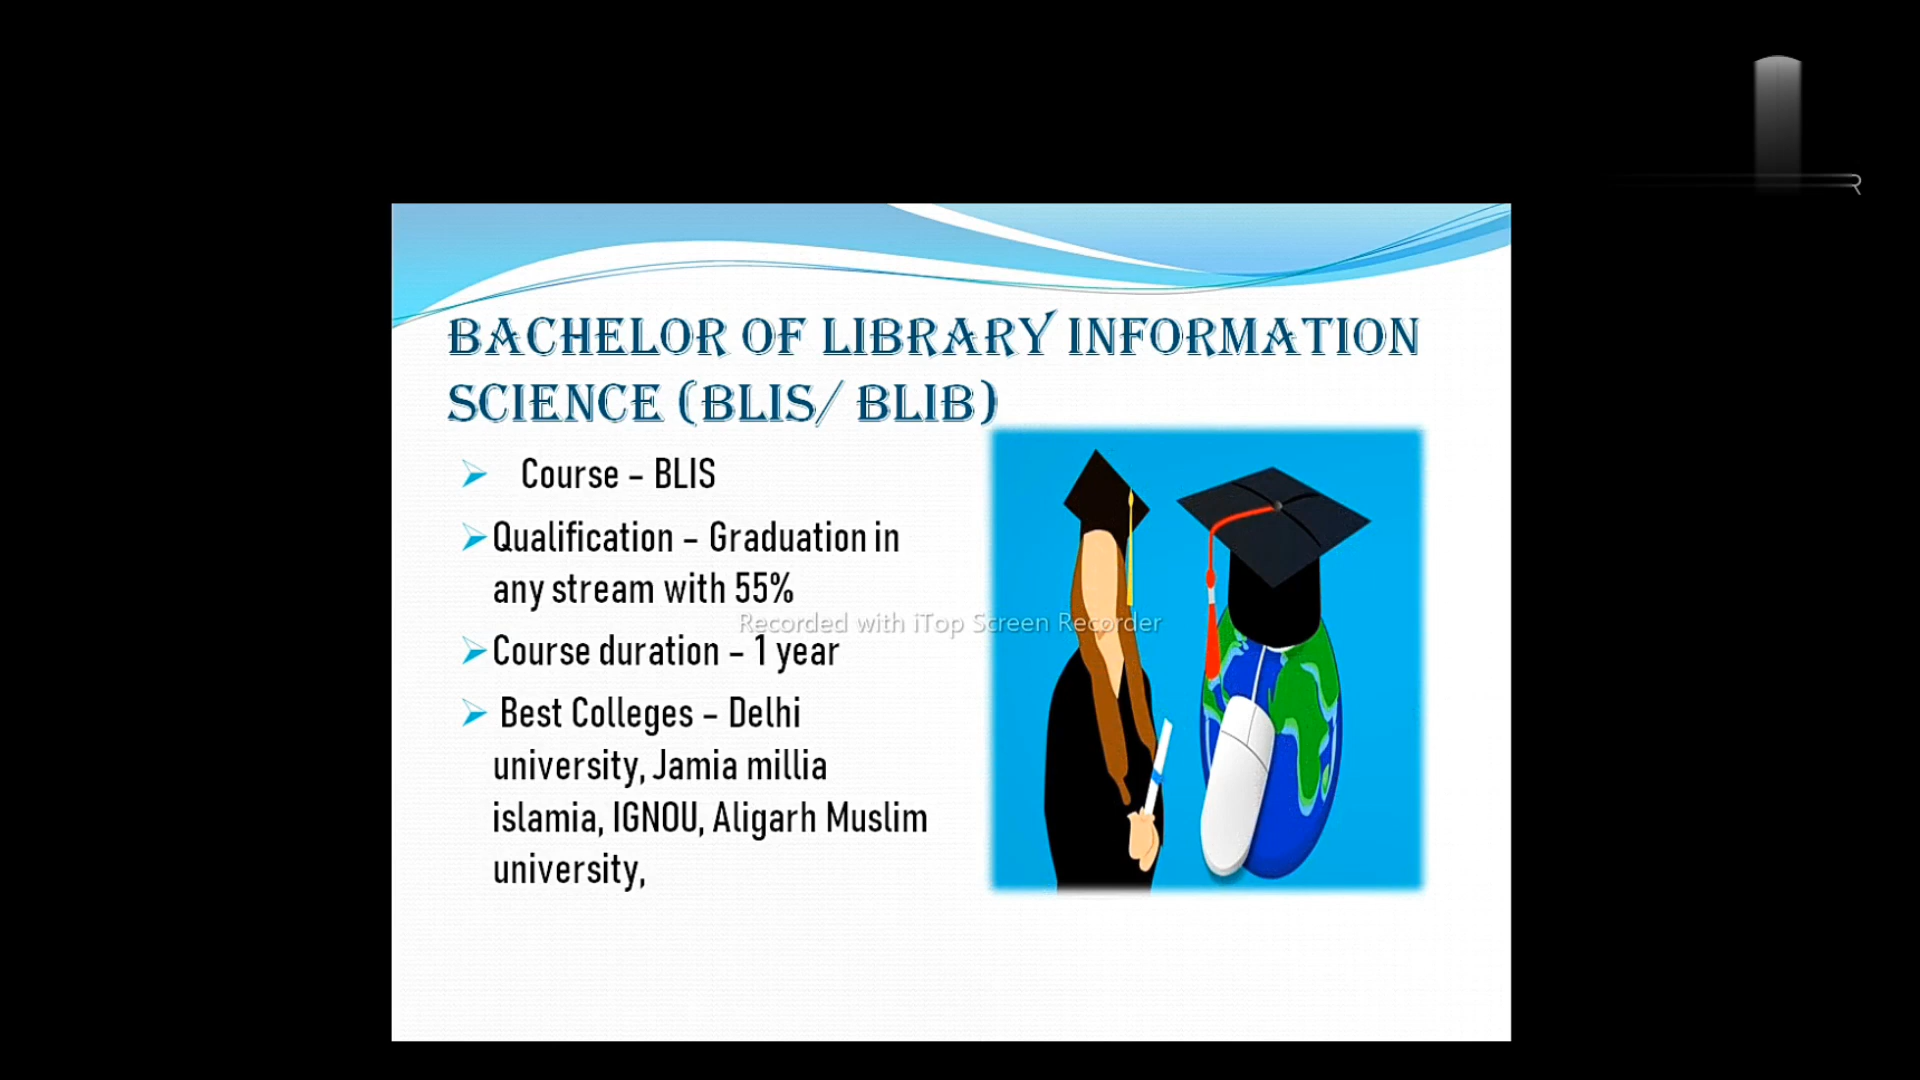 BACHELOR OF LIBRARY INFORMATION
SCIENCE (BLIS/ BLIB)
Course – BLIS
Qualification – Graduation in
any stream with 55%
Recorded with iTop Screen Recorder
Course duration – 1 year
Best Colleges – Delhi
university, Jamia millia
islamia, IGNOU, Aligarh Muslim
university,